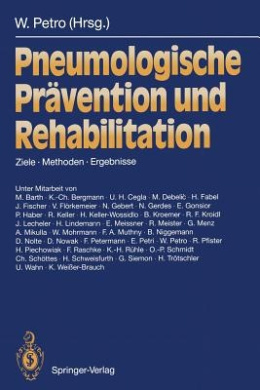 W. Petro (Hrsg.)
Pneumologische
Prävention und
Rehabilitation
Ziele · Methoden · Ergebnisse
Unter Mitarbeit von
M. Barth · K.-Ch. Bergmann · U. H. Cegla · M. Debelić · H. Fabel
J. Fischer · V. Flörkemeier · N. Gebert · N. Gerdes · E. Gonsior
P. Haber · R. Keller · H. Keller-Wossidlo · B. Kroemer · R. F. Kroidl
J. Lecheler · H. Lindemann · E. Meissner · R. Meister · G. Menz
A. Mikulla · W. Mohrmann · F. A. Muthny · B. Niggemann
D. Nolte · D. Nowak · F. Petermann · E. Petri · W. Petro · R. Pfister
H. Piechowiak · F. Raschke · K.-H. Rühle · O.-P. Schmidt
Ch. Schöttes · H. Schweisfurth · G. Siemon · H. Trötschler
U. Wahn · K. Weißer-Brauch
Springer-Verlag